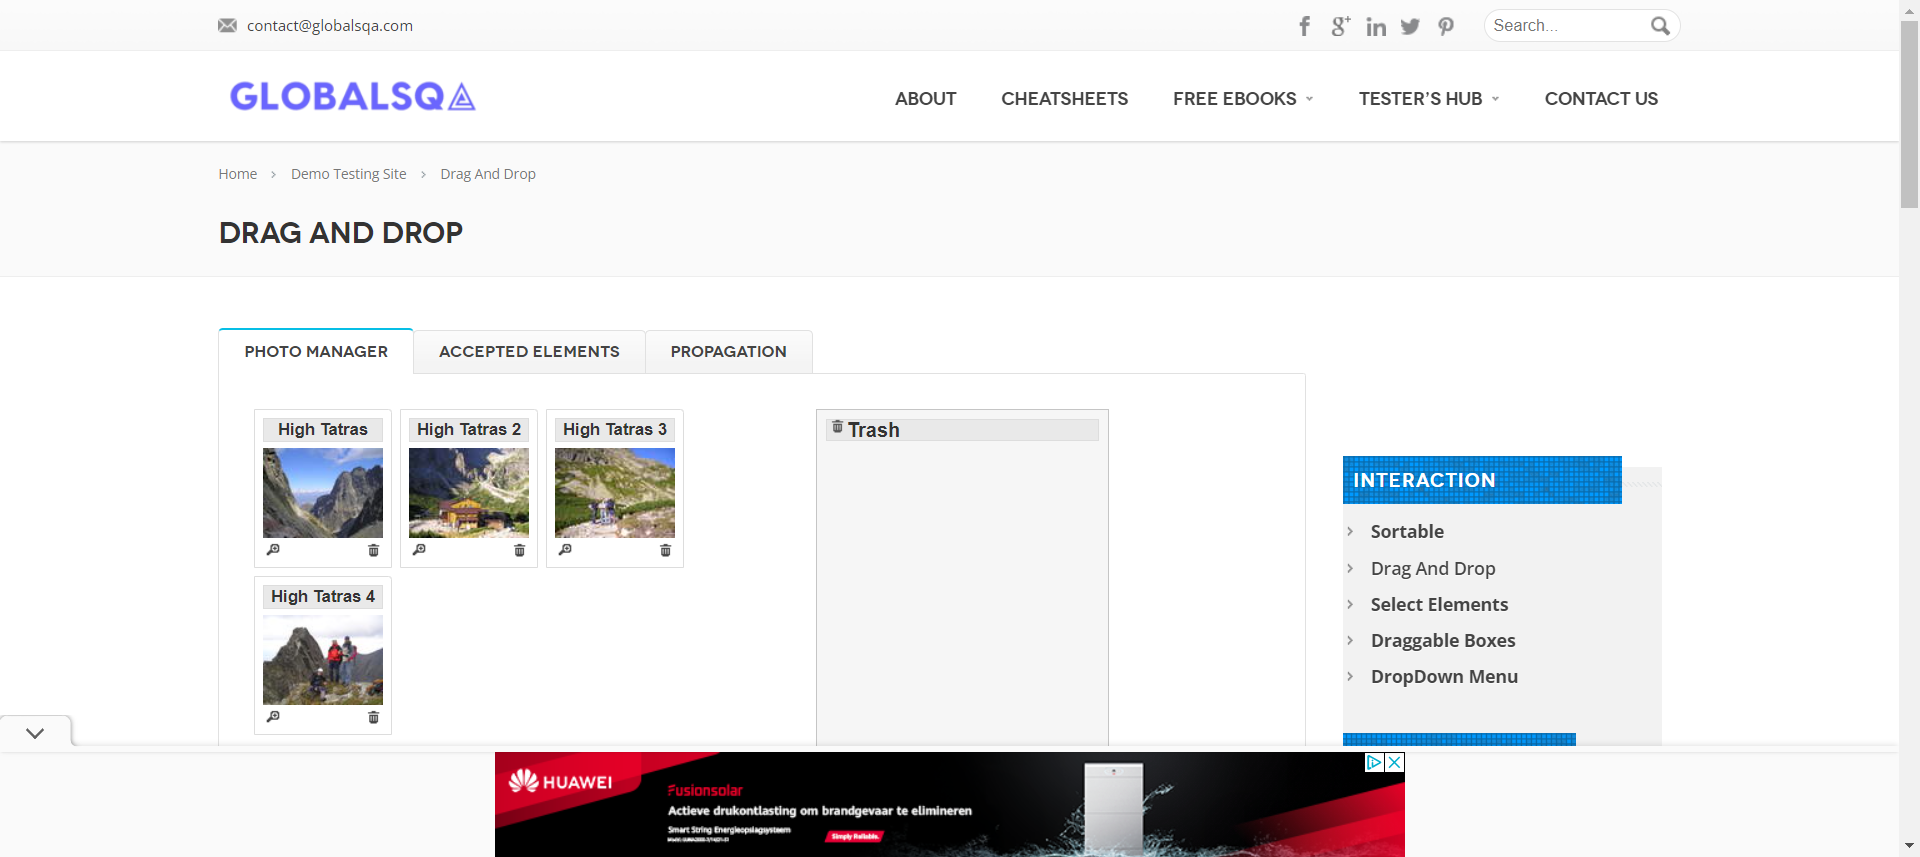 contact@globalsqa.com
Search...
GLOBALSQA
ABOUT
CHEATSHEETS
FREE EBOOKS
TESTER'S HUB
CONTACT US
Home
Demo Testing Site
Drag And Drop
DRAG AND DROP
PHOTO MANAGER
ACCEPTED ELEMENTS
PROPAGATION
High Tatras
High Tatras 2
High Tatras 3
Trash
High Tatras 4
INTERACTION
Sortable
Drag And Drop
Select Elements
Draggable Boxes
DropDown Menu
HUAWEI
Fusionsolar
Actieve drukontlasting om brandgevaar te elimineren
Smart String Energieopslagsysteem
Simply Reliable.